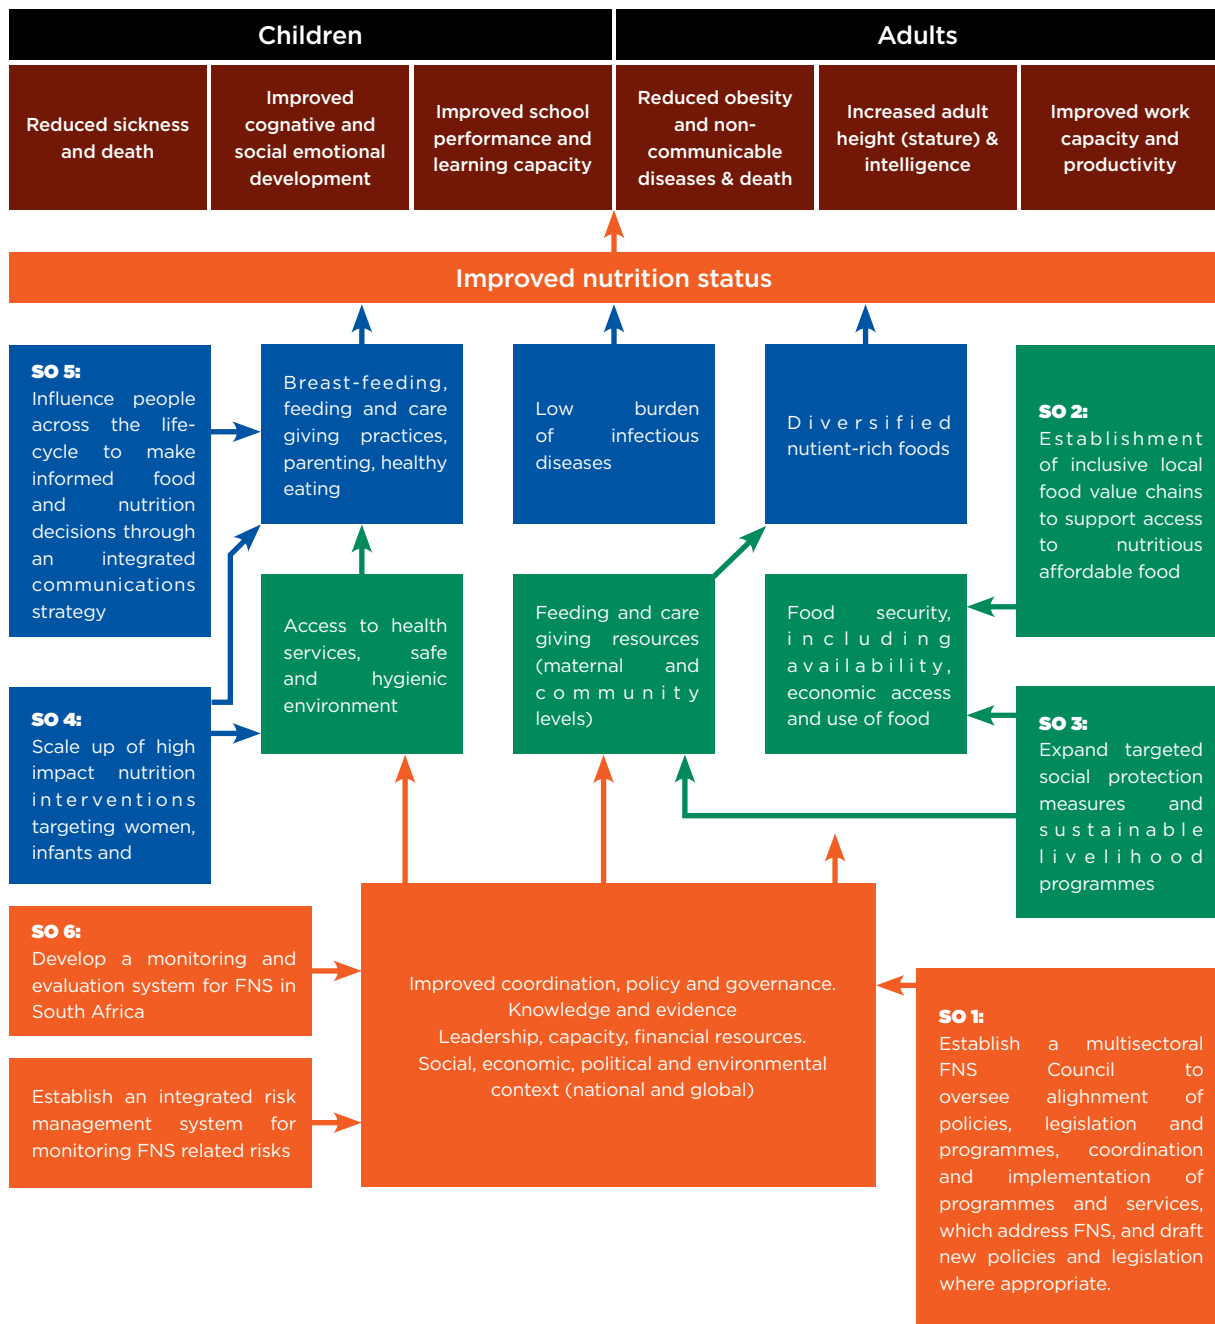 Children
Adults
Reduced sickness
and death
Improved
cognative and
social emotional
development
Improved school
performance and
learning capacity
Reduced obesity
and non-
communicable
diseases & death
Increased adult
height (stature) &
intelligence
Improved work
capacity and
productivity
Improved nutrition status
SO 5:
Influence people
across the life-
cycle to make
informed food
and nutrition
decisions through
an integrated
communications
strategy
Breast-feeding,
feeding and care
giving practices,
parenting, healthy
eating
Low burden
of infectious
diseases
Diversified
nutient-rich foods
SO 2:
Establishment
of inclusive local
food value chains
to support access
to nutritious
affordable food
Access to health
services, safe
and hygienic
environment
Feeding and care
giving resources
(maternal and
community
levels)
Food security,
including
availability,
economic access
and use of food
SO 4:
Scale up of high
impact nutrition
interventions
targeting women,
infants and
SO 3:
Expand targeted
social protection
measures and
sustainable
livelihood
programmes
SO 6:
Develop a monitoring and
evaluation system for FNS in
South Africa
Establish an integrated risk
management system for
monitoring FNS related risks
Improved coordination, policy and governance.
Knowledge and evidence
Leadership, capacity, financial resources.
Social, economic, political and environmental
context (national and global)
SO 1:
Establish a multisectoral
FNS Council to
oversee alighnment of
policies, legislation and
programmes, coordination
and implementation of
programmes and services,
which address FNS, and draft
new policies and legislation
where appropriate.